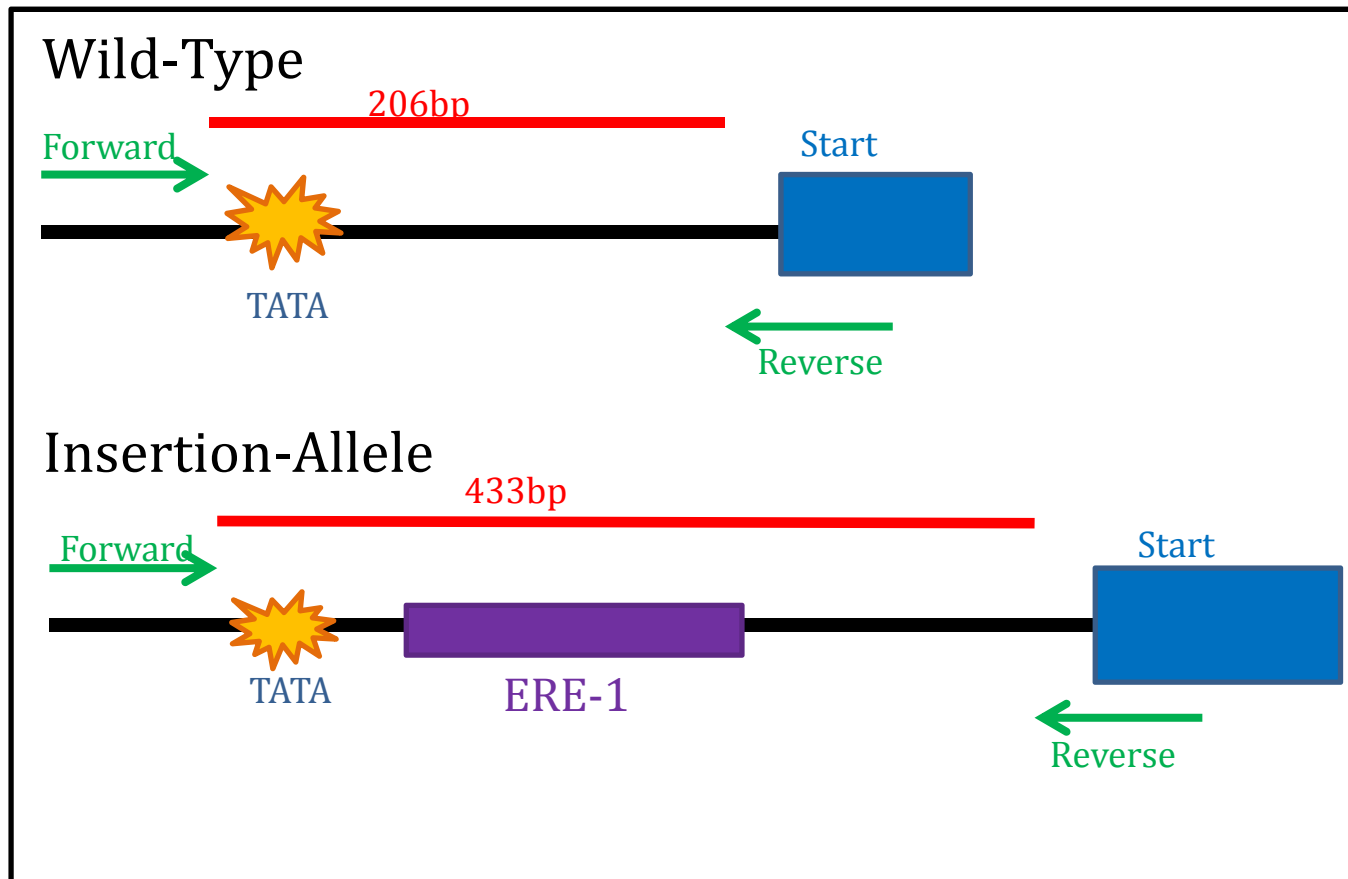 Wild-Type
206bp
Forward
Start
TATA
Reverse
Insertion-Allele
433bp
Forward
Start
TATA
ERE-1
Reverse